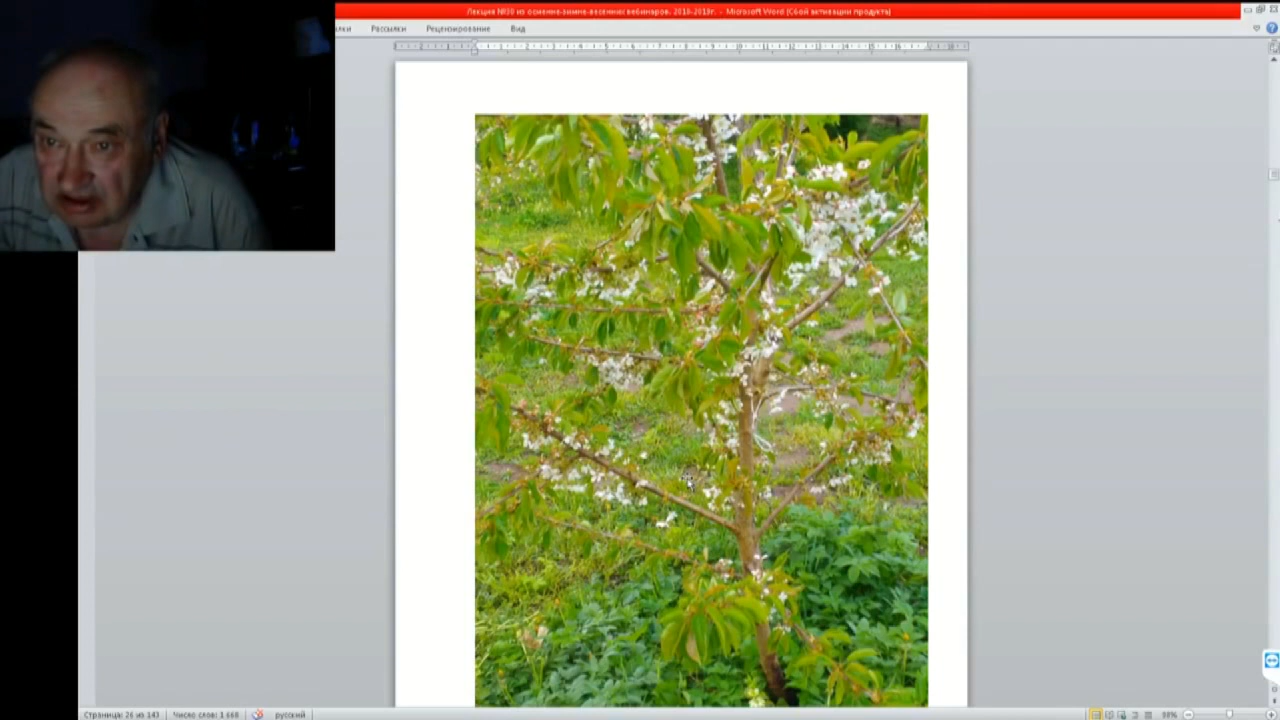 Лекция №30 из осенне-зимне-весенних вебинаров. 2018-2019г. - Microsoft Word (Сбой активации продукта)
Рассылки Рецензирование Вид
Страница: 26 из 143 Число слов: 1 668 русский 98%